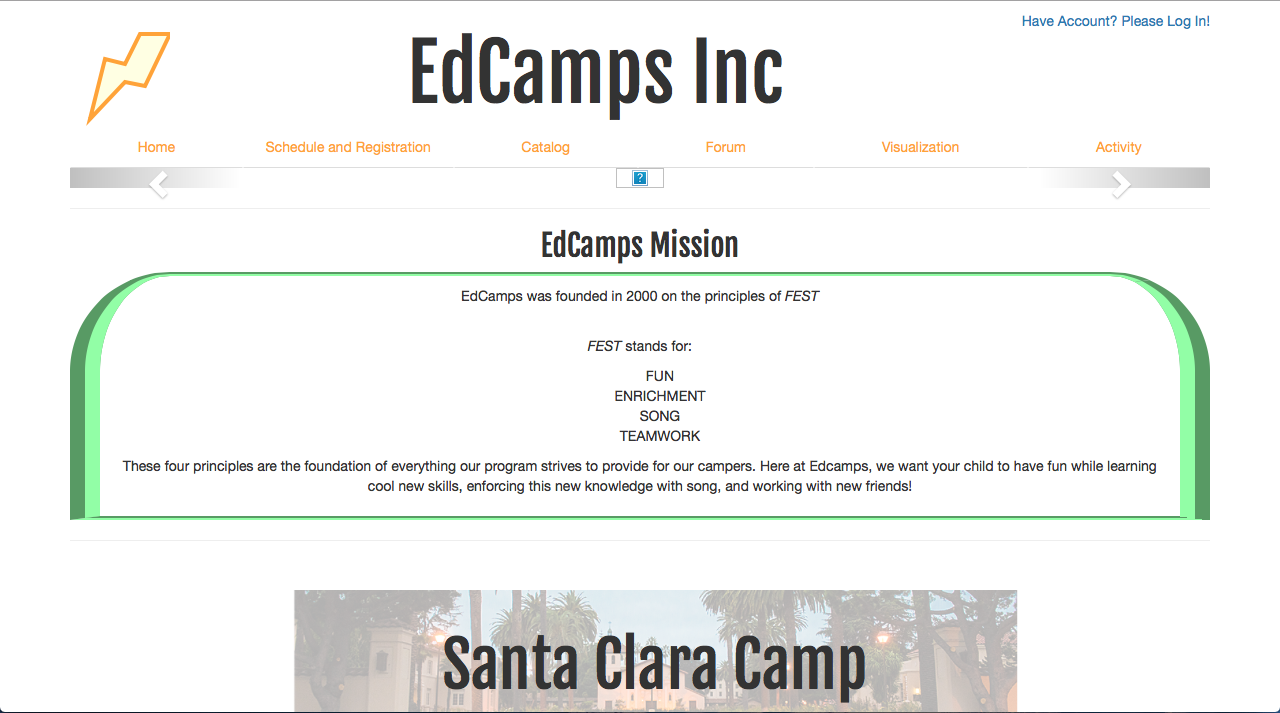 Have Account? Please Log In!
EdCamps Inc
Home Schedule and Registration Catalog Forum Visualization Activity
?
EdCamps Mission
EdCamps was founded in 2000 on the principles of FEST
FEST stands for:
FUN
ENRICHMENT
SONG
TEAMWORK
These four principles are the foundation of everything our program strives to provide for our campers. Here at Edcamps, we want your child to have fun while learning
cool new skills, enforcing this new knowledge with song, and working with new friends!
Santa Clara Camp